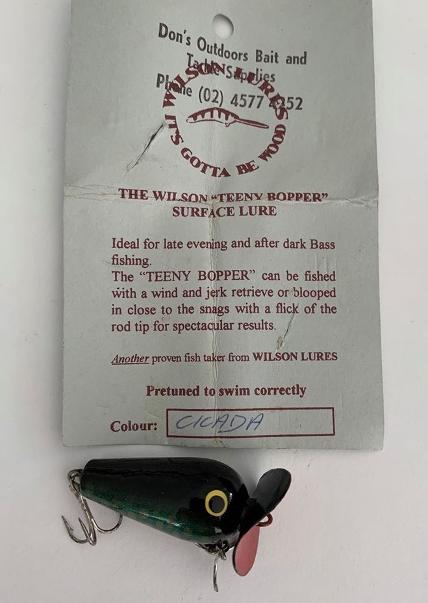 Don's Outdoors Bait and
Tackle Supplies
Phone (02) 4577 4352
WILSON LURES
IT'S GOTTA BE WOOD
THE WILSON "TEENY BOPPER"
SURFACE LURE
Ideal for late evening and after dark Bass
fishing.
The "TEENY BOPPER" can be fished
with a wind and jerk retrieve or blooped
in close to the snags with a flick of the
rod tip for spectacular results.
Another proven fish taker from WILSON LURES
Pretuned to swim correctly
Colour: CICADA